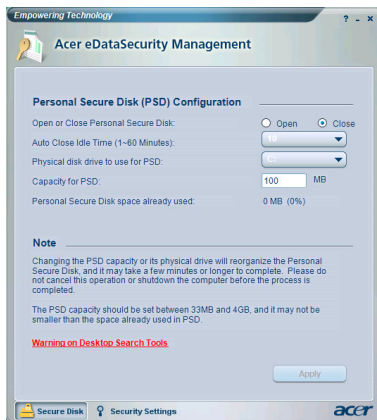 Empowering Technology
? - ×
Acer eDataSecurity Management
Personal Secure Disk (PSD) Configuration
Open or Close Personal Secure Disk: Open Close
Auto Close Idle Time (1~60 Minutes): 10
Physical disk drive to use for PSD: C:
Capacity for PSD: 100 MB
Personal Secure Disk space already used: 0 MB (0%)
Note
Changing the PSD capacity or its physical drive will reorganize the Personal
Secure Disk, and it may take a few minutes or longer to complete. Please do
not cancel this operation or shutdown the computer before the process is
completed.
The PSD capacity should be set between 33MB and 4GB, and it may not be
smaller than the space already used in PSD.
Warning on Desktop Search Tools
Apply
Secure Disk Security Settings acer